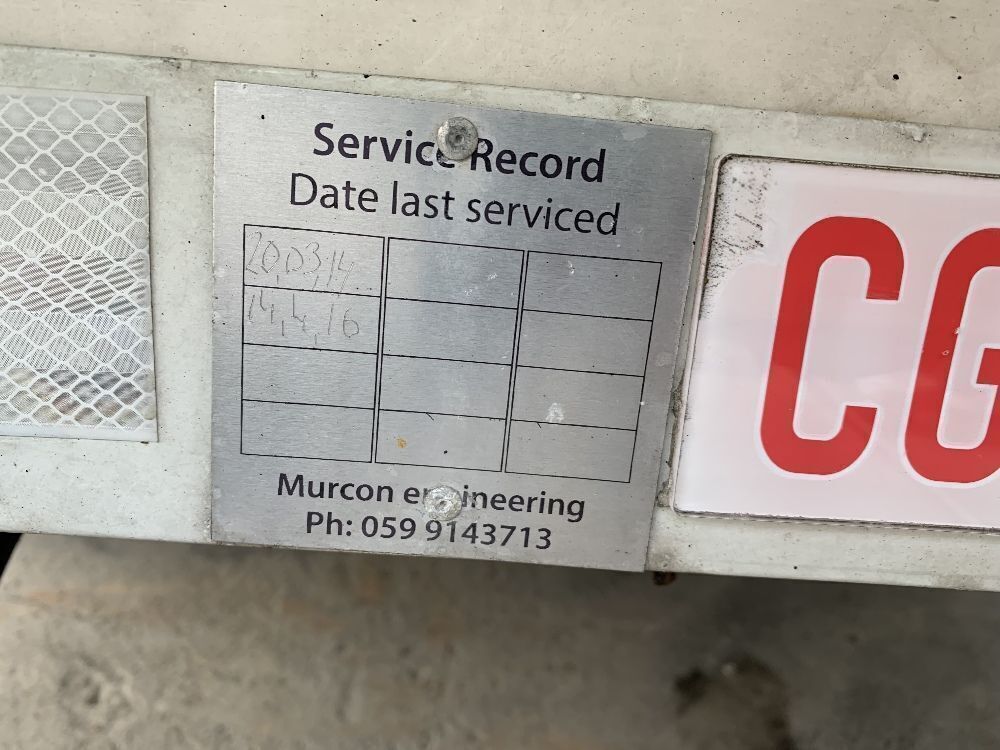 Service Record
Date last serviced
20,03,14
14,4,16
Murcon engineering
Ph: 059 9143713
CG